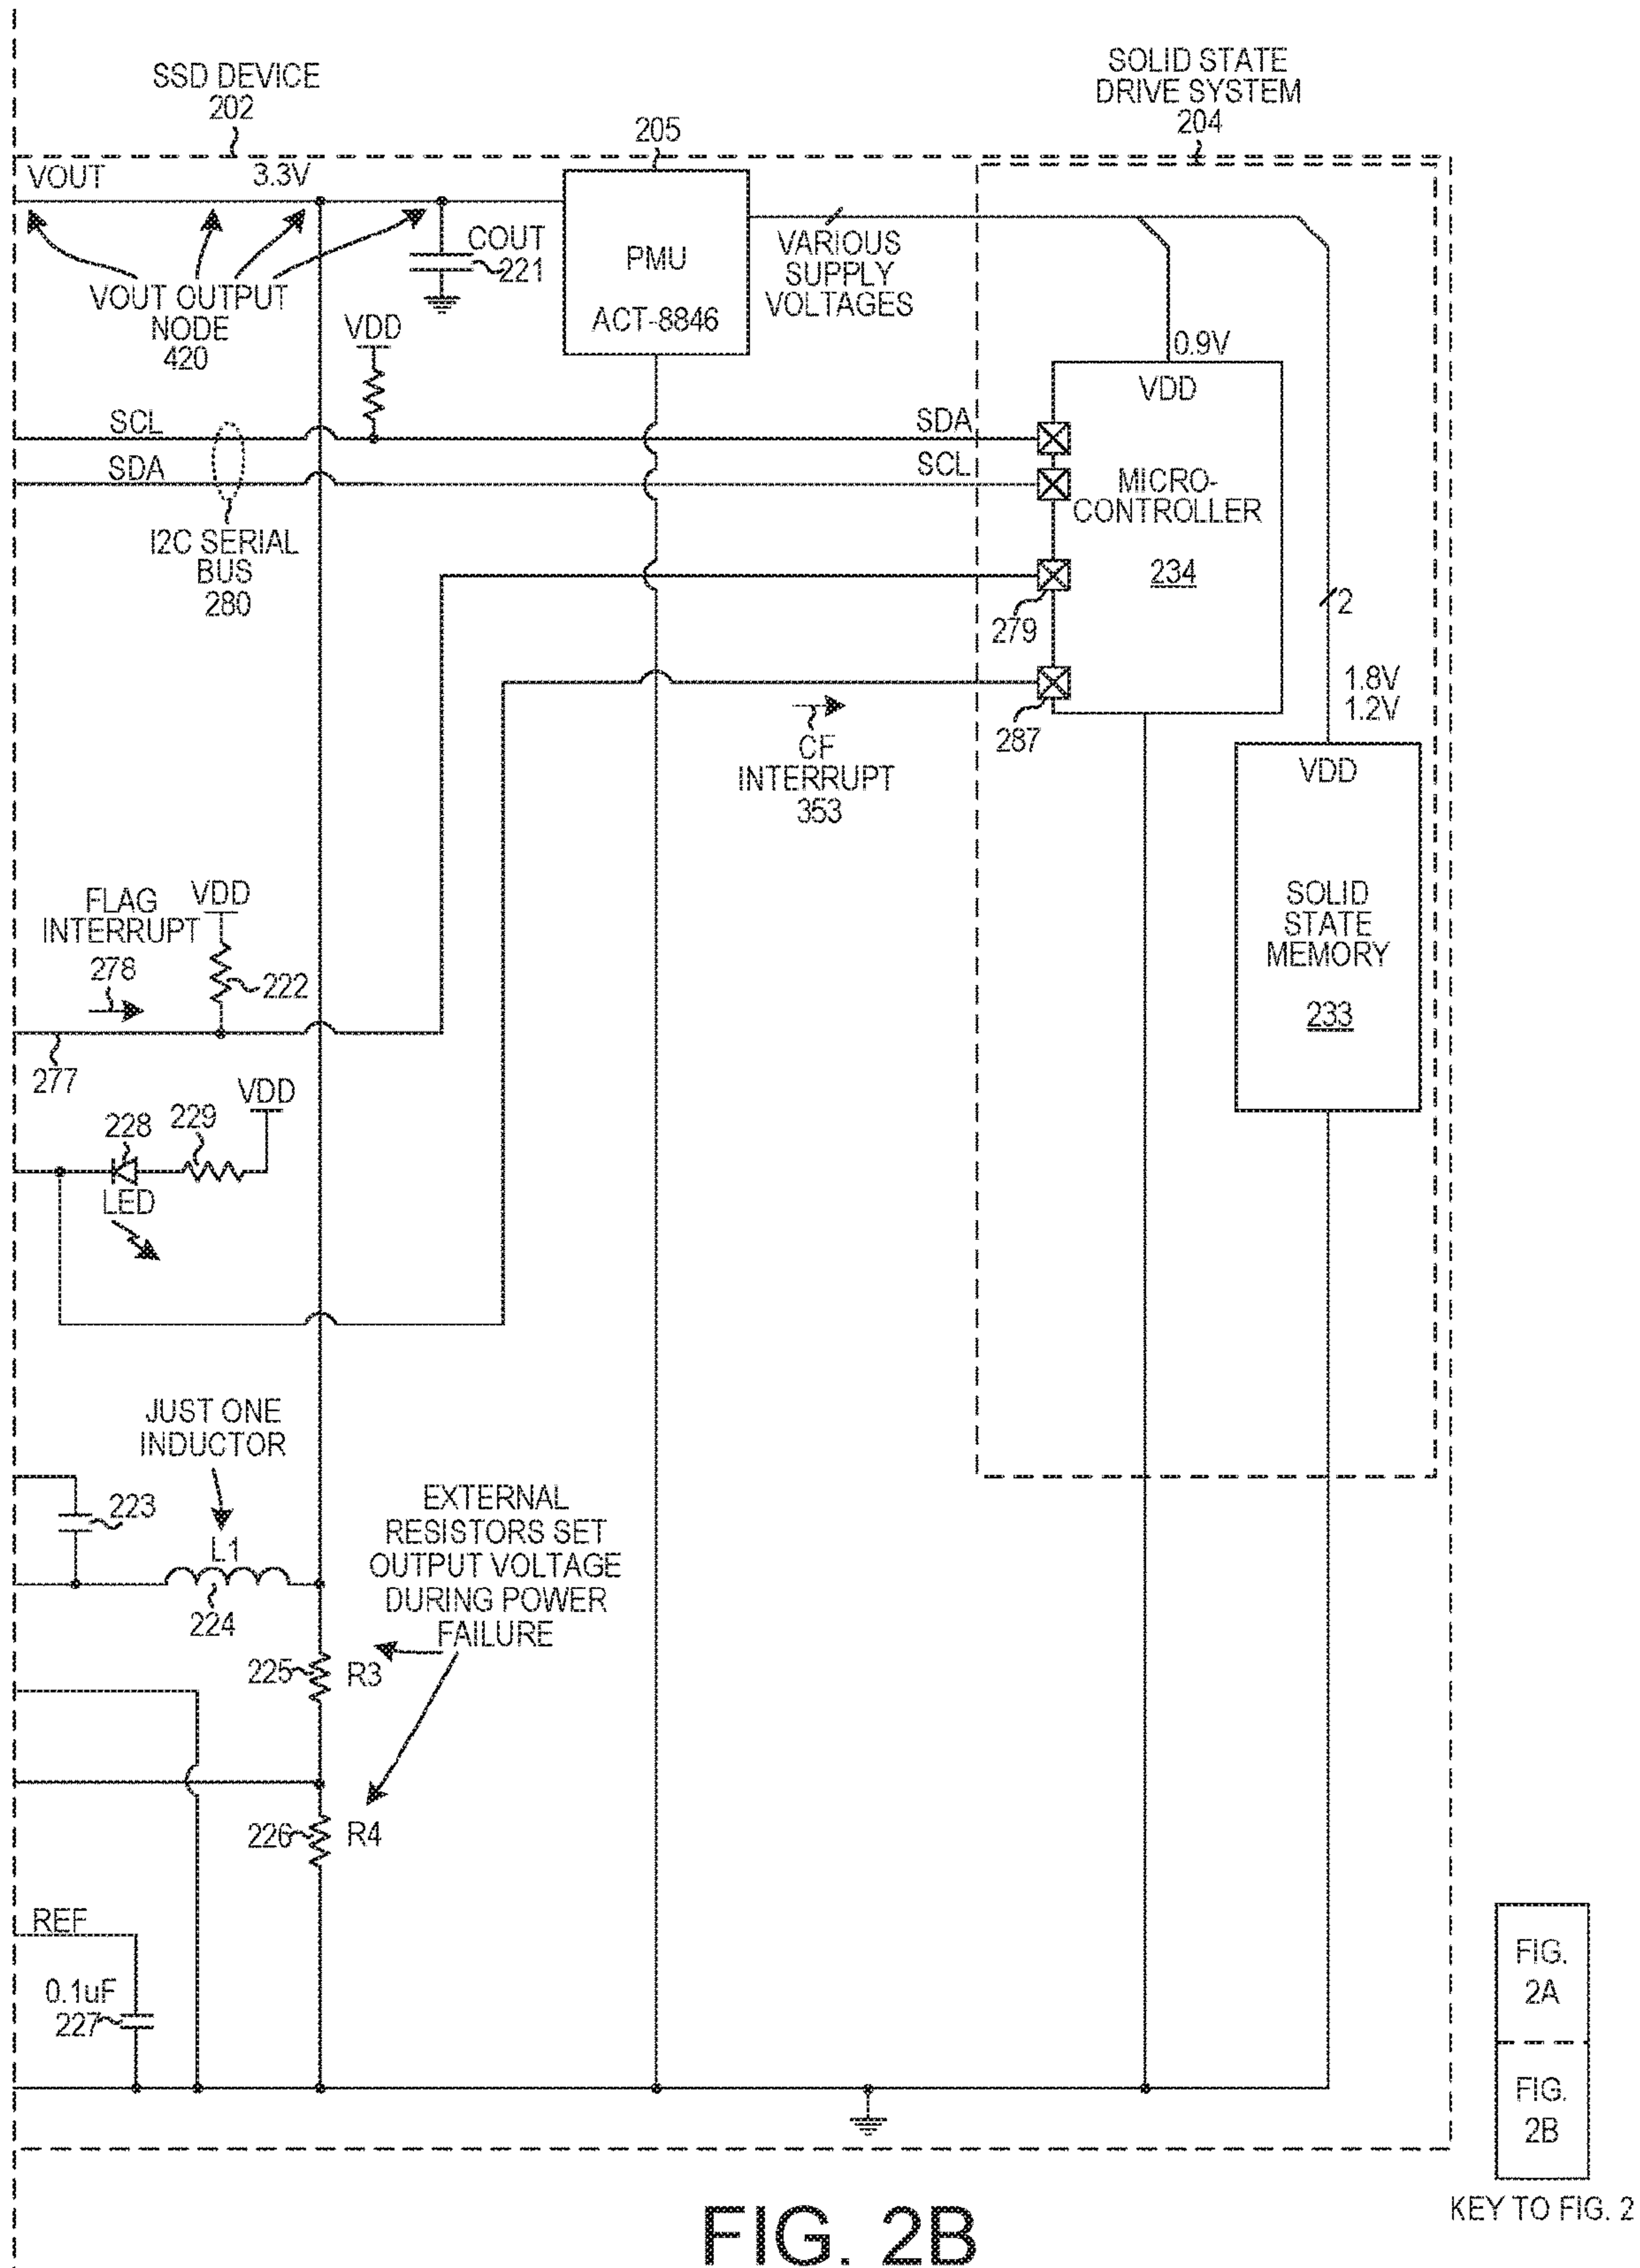 SSD DEVICE
202
SOLID STATE
DRIVE SYSTEM
204
205
VOUT
3.3V
COUT
221
PMU
ACT-8846
VARIOUS
SUPPLY
VOLTAGES
VOUT OUTPUT
NODE
420
VDD
0.9V
VDD
SCL
SDA
SDA
SCL
MICRO-
CONTROLLER
234
I2C SERIAL
BUS
280
279
2
287
1.8V
1.2V
CF
INTERRUPT
353
VDD
SOLID
STATE
MEMORY
233
FLAG
INTERRUPT
278
VDD
222
277
VDD
228
229
LED
JUST ONE
INDUCTOR
223
L1
224
EXTERNAL
RESISTORS SET
OUTPUT VOLTAGE
DURING POWER
FAILURE
225
R3
226
R4
REF
0.1uF
227
FIG.
2A
FIG.
2B
KEY TO FIG. 2
FIG. 2B